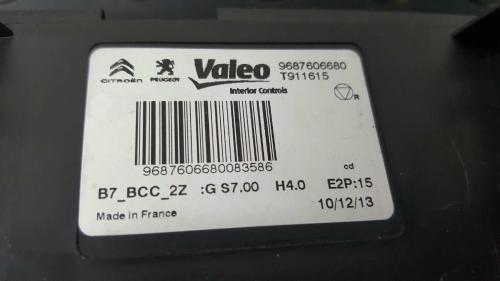 CITROËN PEUGEOT Valeo 9687606680
T911615
Interior Controls
R
9687606680083586
cd
B7_BCC_2Z :G S7.00 H4.0 E2P:15
Made in France 10/12/13